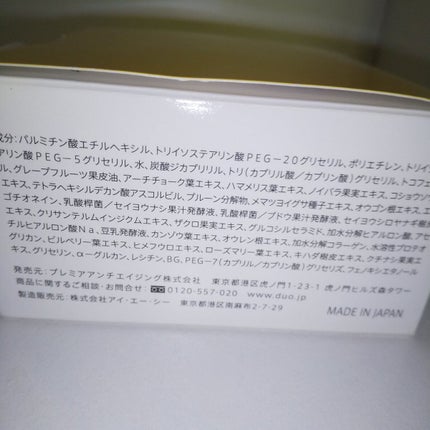 成分：パルミチン酸エチルヘキシル、トリイソステアリン酸PEG－20グリセリル、ポリエチレン、トリイソ
アリン酸PEG－5グリセリル、水、炭酸ジカプリリル、トリ（カプリル酸／カプリン酸）グリセリル、トコフェ
ル、グレープフルーツ果皮油、アーチチョーク葉エキス、ハマメリス葉エキス、ノイバラ果実エキス、コショウソ
エキス、テトラヘキシルデカン酸アスコルビル、プルーン分解物、メマツヨイグサ種子エキス、オウゴン根エキス、エ
ゴチオネイン、乳酸桿菌／セイヨウナシ果汁発酵液、乳酸桿菌／ブドウ果汁発酵液、セイヨウシロヤナギ樹皮
エキス、クリサンテルムインジクムエキス、ザクロ果実エキス、グルコシルセラミド、加水分解ヒアルロン酸、ア
チルヒアルロン酸Na、豆乳発酵液、カンゾウ葉エキス、オウレン根エキス、加水分解コラーゲン、水溶性プロテオ
グリカン、ビルベリー葉エキス、ヒメフウロエキス、ローズマリー葉エキス、キハダ樹皮エキス、クチナシ果実エ
キス、グリセリン、α－グルカン、レシチン、BG、PEG－7（カプリル／カプリン酸）グリセリズ、フェノキシエタノール
発売元：プレミアアンチエイジング株式会社 東京都港区虎ノ門1-23-1 虎ノ門ヒルズ森タワー
商品に関するご相談・お問合せ：0120-557-020 www.duo.jp
製造販売元：株式会社アイ・エー・シー 東京都港区南麻布2-7-29
MADE IN JAPAN